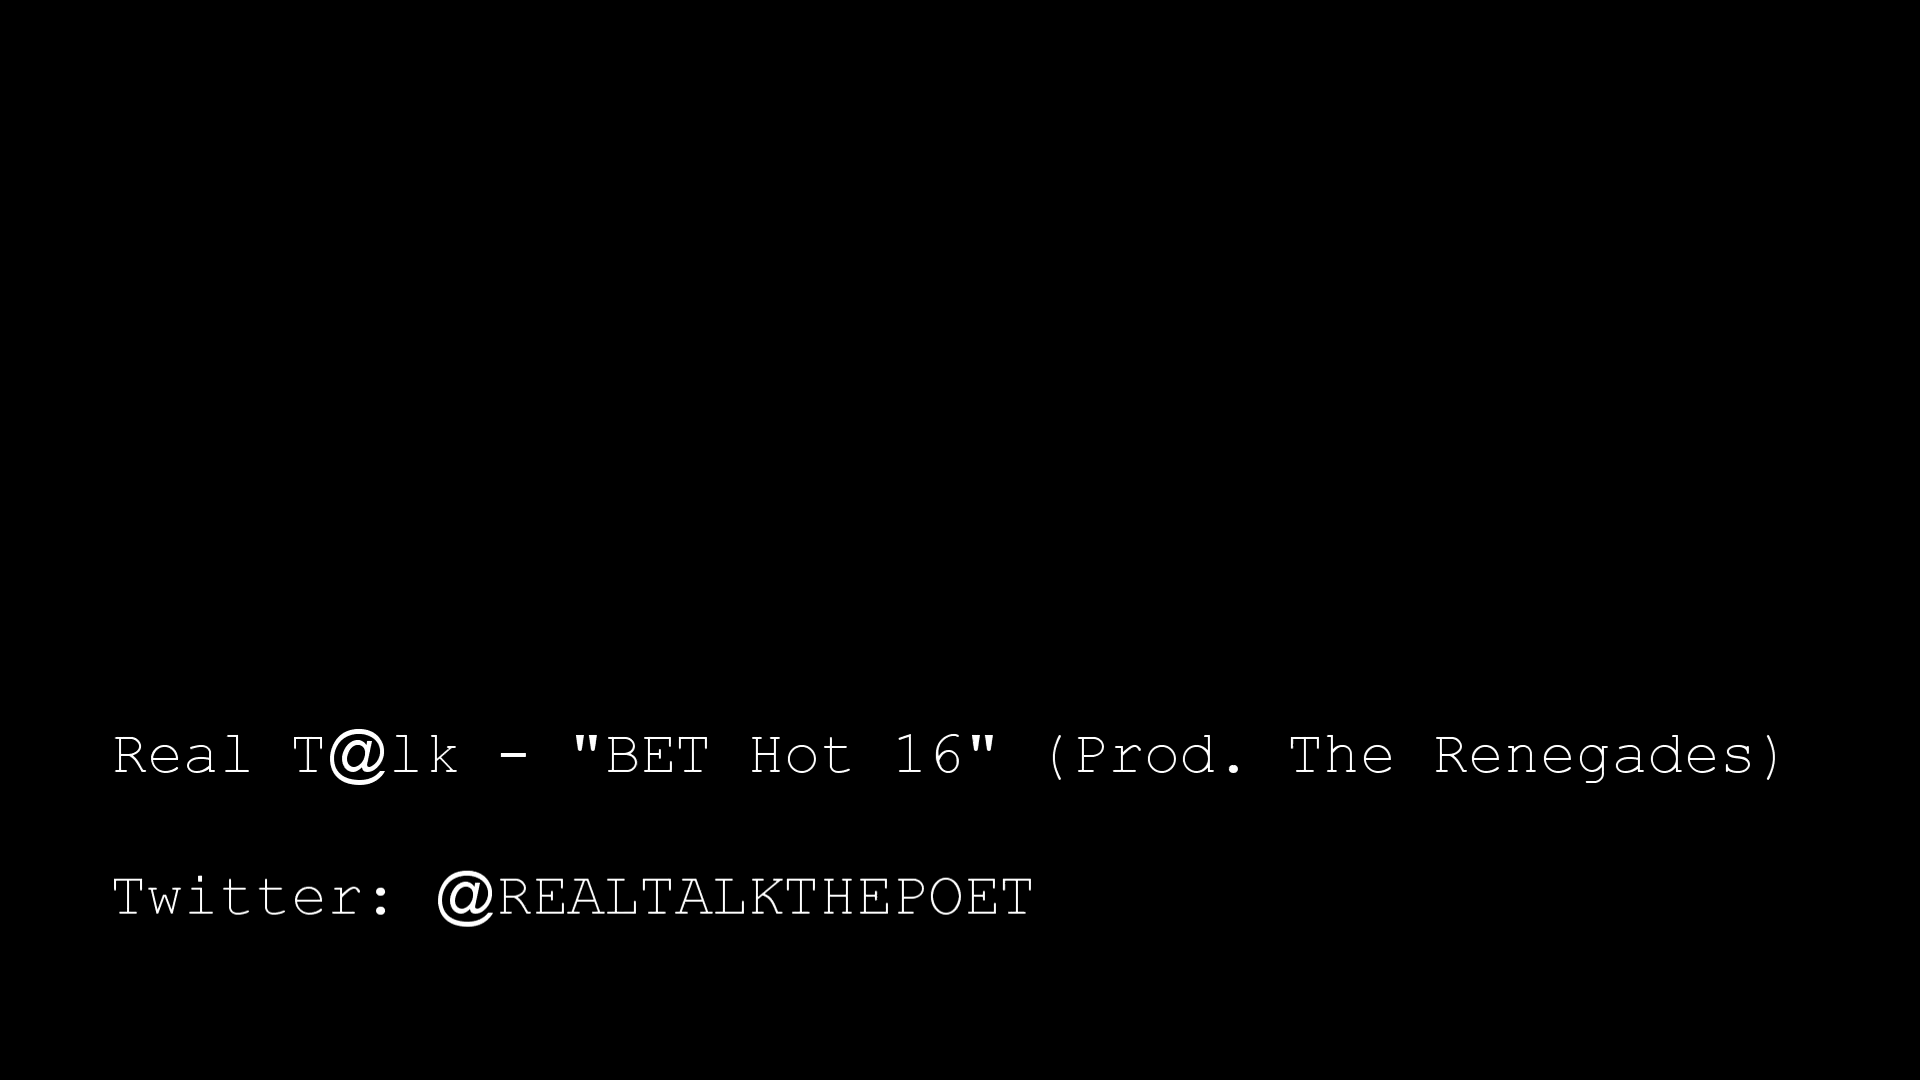 Real T@lk - "BET Hot 16" (Prod. The Renegades)
Twitter: @REALTALKTHEPOET